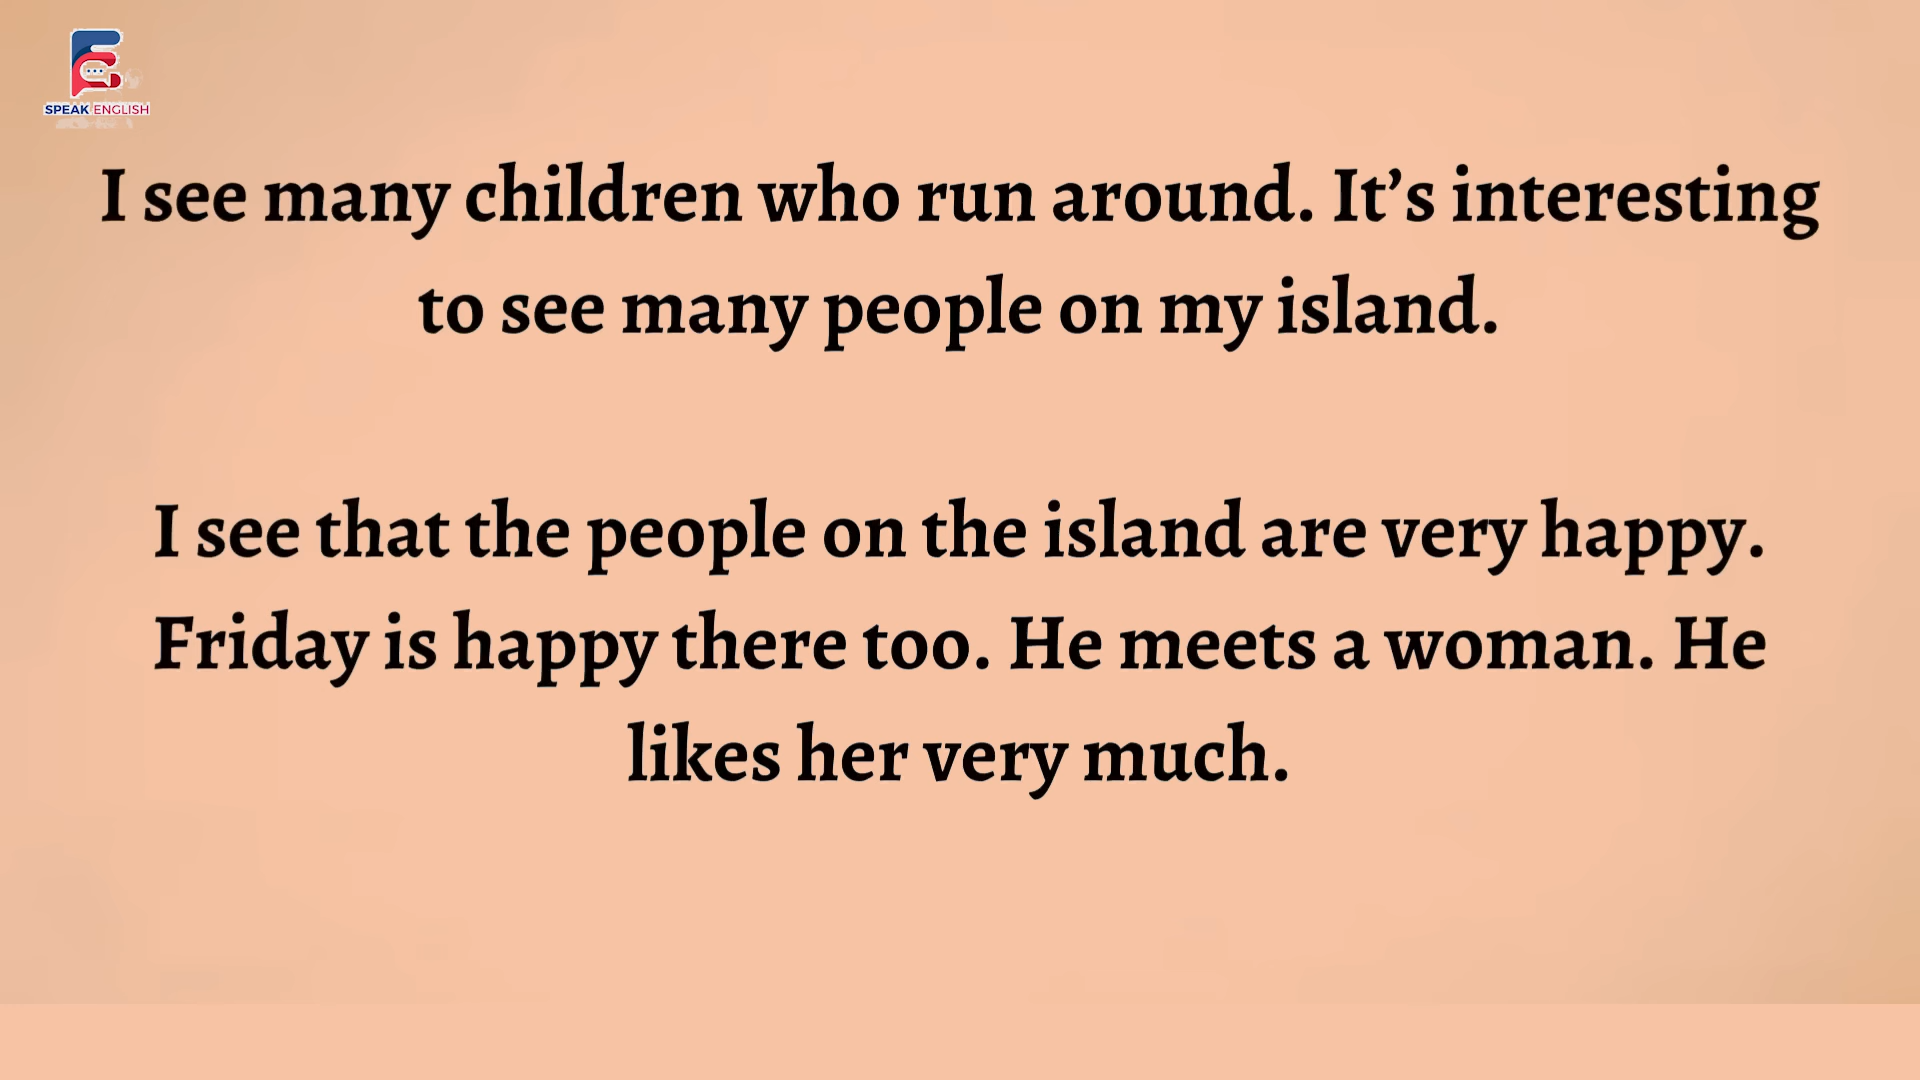 SPEAK ENGLISH
I see many children who run around. It’s interesting
to see many people on my island.
I see that the people on the island are very happy.
Friday is happy there too. He meets a woman. He
likes her very much.